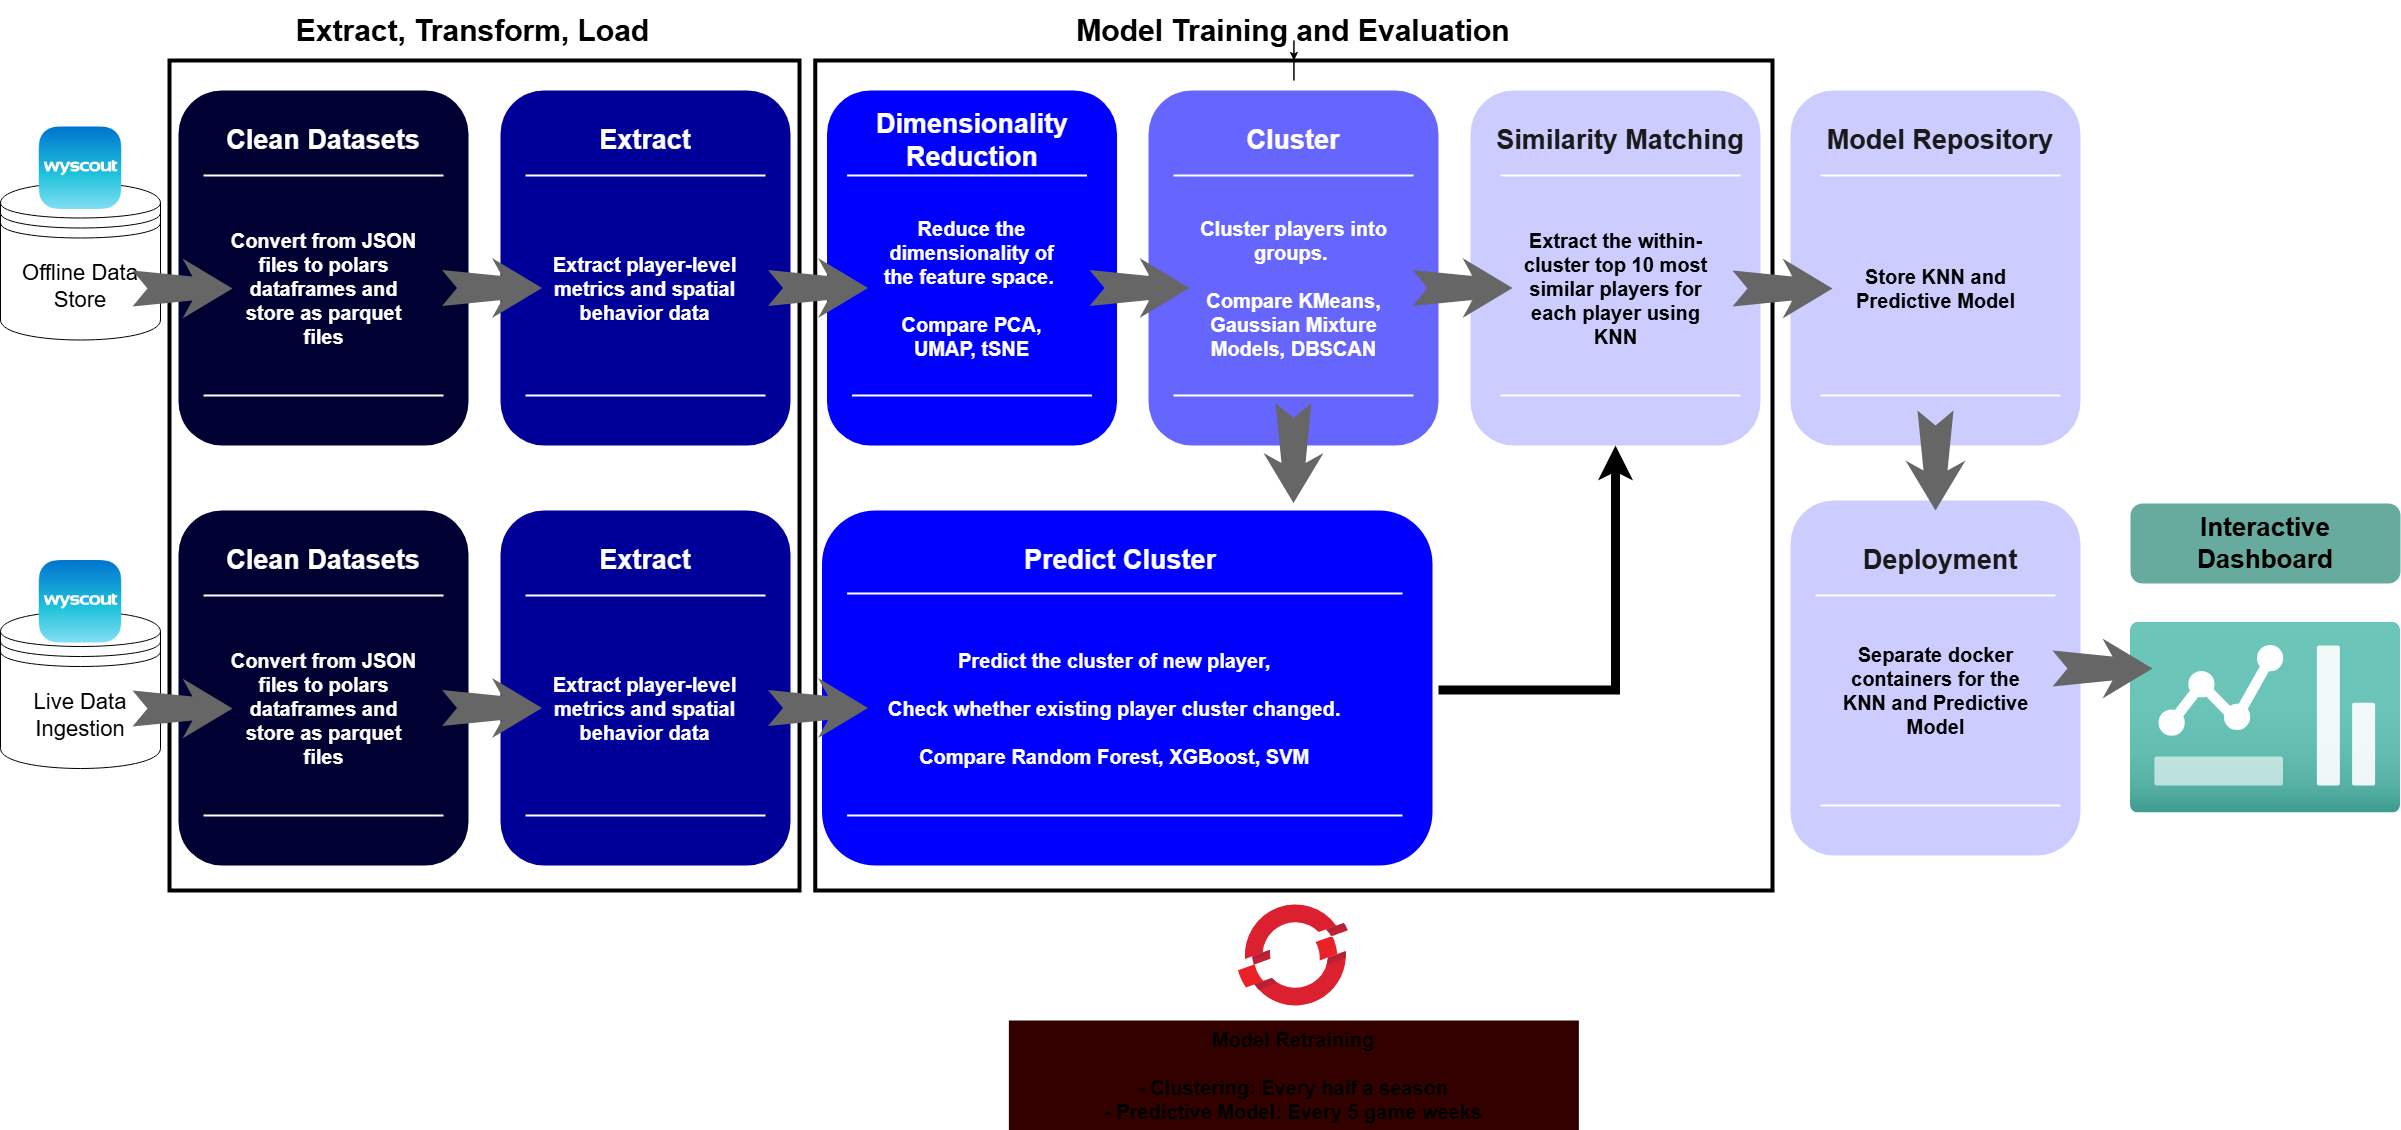 Extract, Transform, Load
Model Training and Evaluation
wyscout
Offline Data
Store
Clean Datasets
Convert from JSON
files to polars
dataframes and
store as parquet
files
Extract
Extract player-level
metrics and spatial
behavior data
Dimensionality
Reduction
Reduce the
dimensionality of
the feature space.
Compare PCA,
UMAP, tSNE
Cluster
Cluster players into
groups.
Compare KMeans,
Gaussian Mixture
Models, DBSCAN
Similarity Matching
Extract the within-
cluster top 10 most
similar players for
each player using
KNN
Model Repository
Store KNN and
Predictive Model
wyscout
Live Data
Ingestion
Clean Datasets
Convert from JSON
files to polars
dataframes and
store as parquet
files
Extract
Extract player-level
metrics and spatial
behavior data
Predict Cluster
Predict the cluster of new player,
Check whether existing player cluster changed.
Compare Random Forest, XGBoost, SVM
Deployment
Separate docker
containers for the
KNN and Predictive
Model
Interactive
Dashboard
Model Retraining
- Clustering: Every half a season
- Predictive Model: Every 5 game weeks